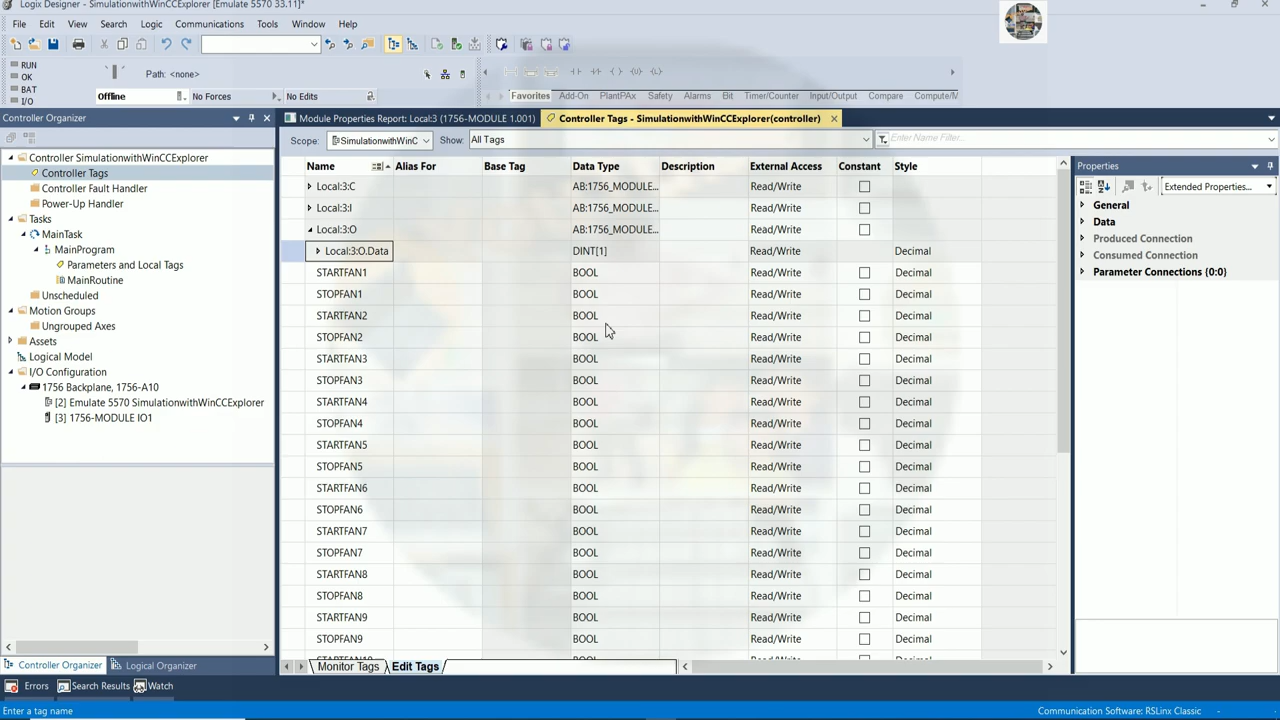 Logix Designer - SimulationwithWinCCExplorer [Emulate 5570 33.11]*
File Edit View Search Logic Communications Tools Window Help
RUN
OK
BAT
I/O
Path: <none>
Offline No Forces No Edits
Favorites Add-On PlantPAx Safety Alarms Bit Timer/Counter Input/Output Compare Compute/M
Controller Organizer
Controller SimulationwithWinCCExplorer
Controller Tags
Controller Fault Handler
Power-Up Handler
Tasks
MainTask
MainProgram
Parameters and Local Tags
MainRoutine
Unscheduled
Motion Groups
Ungrouped Axes
Assets
Logical Model
I/O Configuration
1756 Backplane, 1756-A10
[2] Emulate 5570 SimulationwithWinCCExplorer
[3] 1756-MODULE IO1
Controller Organizer Logical Organizer
Module Properties Report: Local:3 (1756-MODULE 1.001) Controller Tags - SimulationwithWinCCExplorer(controller)
Scope: SimulationwithWinC Show: All Tags Enter Name Filter...
Name Alias For Base Tag Data Type Description External Access Constant Style
Local:3:C AB:1756_MODULE... Read/Write
Local:3:I AB:1756_MODULE... Read/Write
Local:3:O AB:1756_MODULE... Read/Write
Local:3:O.Data DINT[1] Read/Write Decimal
STARTFAN1 BOOL Read/Write Decimal
STOPFAN1 BOOL Read/Write Decimal
STARTFAN2 BOOL Read/Write Decimal
STOPFAN2 BOOL Read/Write Decimal
STARTFAN3 BOOL Read/Write Decimal
STOPFAN3 BOOL Read/Write Decimal
STARTFAN4 BOOL Read/Write Decimal
STOPFAN4 BOOL Read/Write Decimal
STARTFAN5 BOOL Read/Write Decimal
STOPFAN5 BOOL Read/Write Decimal
STARTFAN6 BOOL Read/Write Decimal
STOPFAN6 BOOL Read/Write Decimal
STARTFAN7 BOOL Read/Write Decimal
STOPFAN7 BOOL Read/Write Decimal
STARTFAN8 BOOL Read/Write Decimal
STOPFAN8 BOOL Read/Write Decimal
STARTFAN9 BOOL Read/Write Decimal
STOPFAN9 BOOL Read/Write Decimal
Monitor Tags Edit Tags
Properties
Extended Properties...
General
Data
Produced Connection
Consumed Connection
Parameter Connections {0:0}
Errors Search Results Watch
Enter a tag name Communication Software: RSLinx Classic